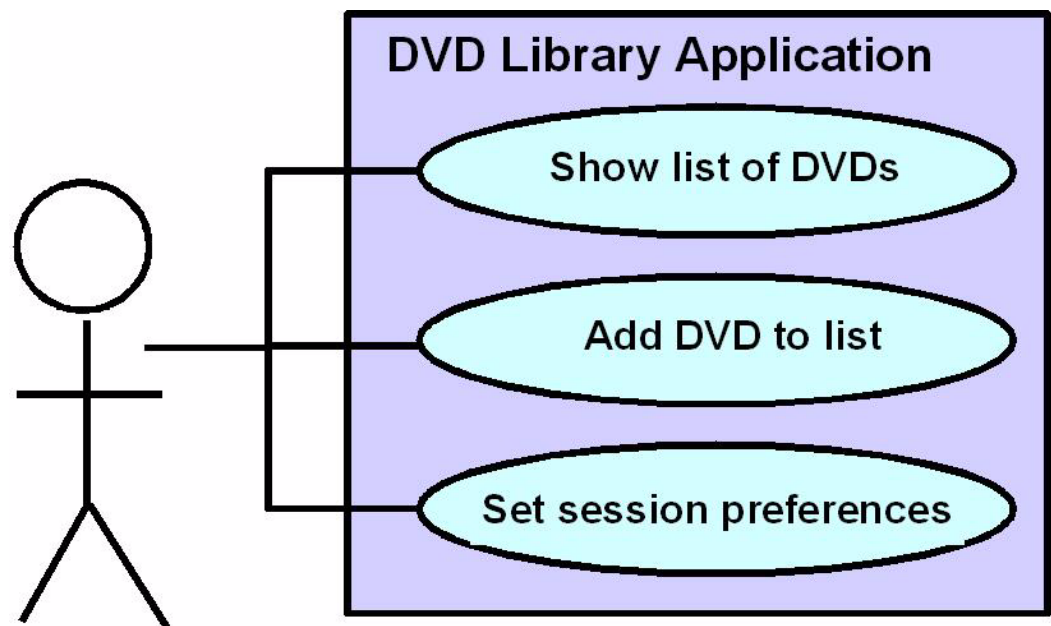 DVD Library Application
Show list of DVDs
Add DVD to list
Set session preferences